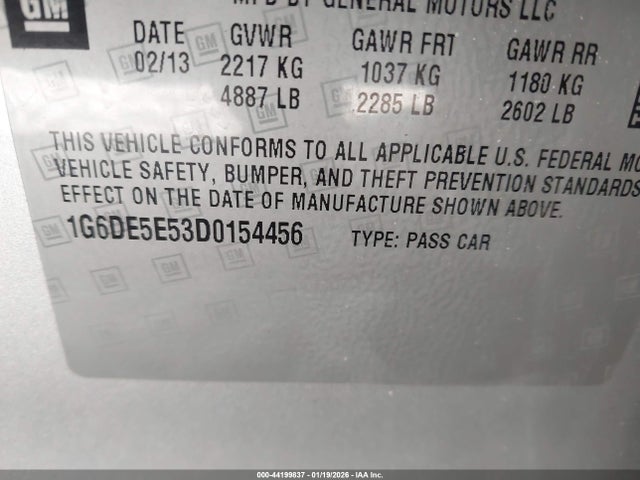 GM
MFD BY GENERAL MOTORS LLC
DATE GVWR GAWR FRT GAWR RR
02/13 2217 KG 1037 KG 1180 KG
4887 LB 2285 LB 2602 LB
THIS VEHICLE CONFORMS TO ALL APPLICABLE U.S. FEDERAL MO
VEHICLE SAFETY, BUMPER, AND THEFT PREVENTION STANDARDS
EFFECT ON THE DATE OF MANUFACTURE SHOWN ABOVE.
1G6DE5E53D0154456 TYPE: PASS CAR
000-44199837 - 01/19/2026 - IAA Inc.